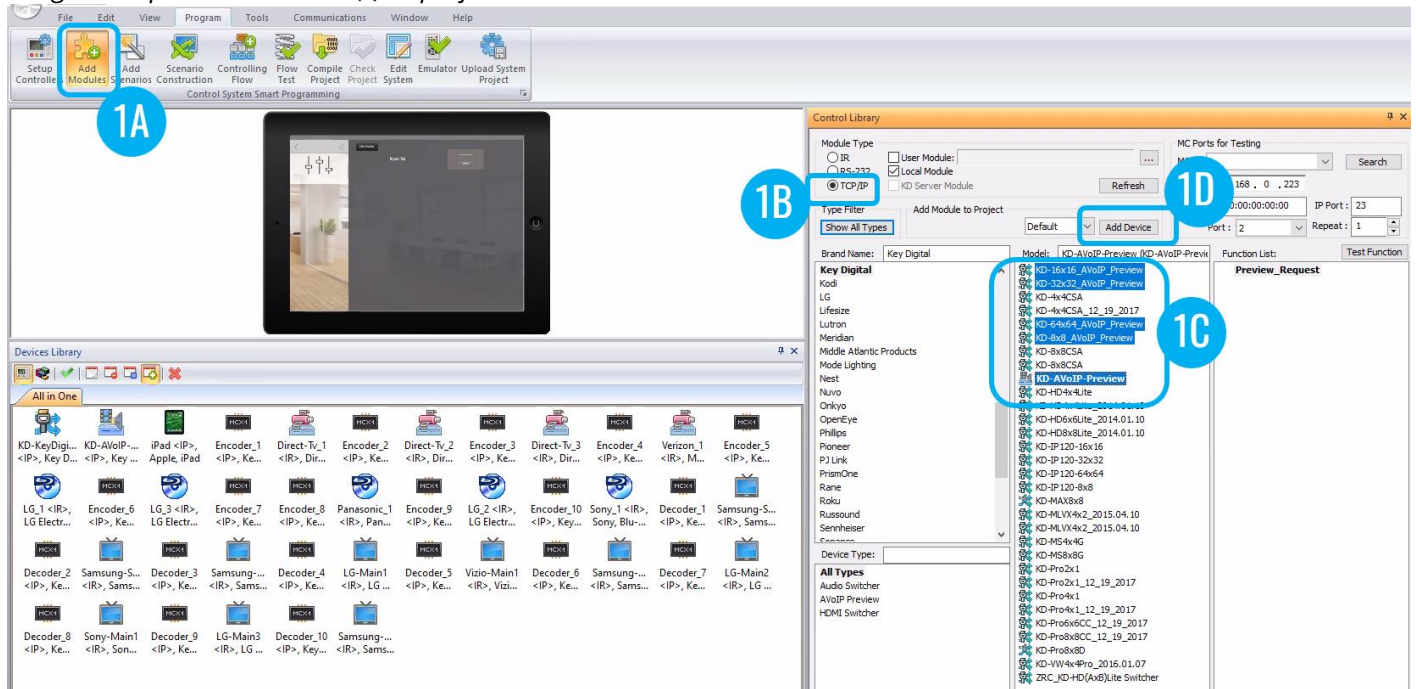 File Edit View Program Tools Communications Window Help
Setup Controllers
Add Modules
Add Scenarios
Scenario Construction
Controlling Flow
Flow Test
Compile Project
Check Project
Edit System
Emulator
Upload System Project
Control System Smart Programming
1A
Control Library
Module Type
IR
User Module:
...
RS-232
Local Module
TCP/IP
KD Server Module
Refresh
1B
MC Ports for Testing
Search
1D
168 . 0 . 223
:00:00:00:00 IP Port : 23
Port : 2 Repeat : 1
Type Filter
Show All Types
Add Module to Project
Default
Add Device
Brand Name: Key Digital
Key Digital
Kodi
LG
Lifesize
Lutron
Meridian
Middle Atlantic Products
Mode Lighting
Nest
Nuvo
Onkyo
OpenEye
Phillips
Pioneer
PJ Link
PrismOne
Rane
Roku
Russound
Sennheiser
Device Type:
All Types
Audio Switcher
AVoIP Preview
HDMI Switcher
Model: KD-AVoIP-Preview (KD-AVoIP-Previe
KD-16x16_AVoIP_Preview
KD-32x32_AVoIP_Preview
KD-4x4CSA
KD-4x4CSA_12_19_2017
KD-64x64_AVoIP_Preview
KD-8x8_AVoIP_Preview
KD-8x8CSA
KD-8x8CSA
KD-AVoIP-Preview
KD-HD4x4Lite
KD-HD6x6Lite_2014.01.10
KD-HD8x8Lite_2014.01.10
KD-IP120-16x16
KD-IP120-32x32
KD-IP120-64x64
KD-IP120-8x8
KD-MAX8x8
KD-MLVX4x2_2015.04.10
KD-MLVX4x2_2015.04.10
KD-MS4x4G
KD-MS8x8G
KD-Pro2x1
KD-Pro2x1_12_19_2017
KD-Pro4x1
KD-Pro4x1_12_19_2017
KD-Pro6x6CC_12_19_2017
KD-Pro8x8CC_12_19_2017
KD-Pro8x8D
KD-VW4x4Pro_2016.01.07
ZRC_KD-HD(AxB)Lite Switcher
1C
Function List: Test Function
Preview_Request
Devices Library
All in One
KD-KeyDigi... KD-AVoIP-... iPad <IP>, Encoder_1 Direct-Tv_1 Encoder_2 Direct-Tv_2 Encoder_3 Direct-Tv_3 Encoder_4 Verizon_1 Encoder_5
<IP>, Key D... <IP>, Key ... Apple, iPad <IP>, Ke... <IR>, Dir... <IP>, Ke... <IR>, Dir... <IP>, Ke... <IR>, Dir... <IP>, Ke... <IR>, M... <IP>, Ke...
LG_1 <IR>, Encoder_6 LG_3 <IR>, Encoder_7 Encoder_8 Panasonic_1 Encoder_9 LG_2 <IR>, Encoder_10 Sony_1 <IR>, Decoder_1 Samsung-S...
LG Electr... <IP>, Ke... LG Electr... <IP>, Ke... <IP>, Ke... <IR>, Pan... <IP>, Ke... LG Electr... <IP>, Key... Sony, Blu-... <IP>, Ke... <IR>, Sams...
Decoder_2 Samsung-S... Decoder_3 Samsung-... Decoder_4 LG-Main1 Decoder_5 Vizio-Main1 Decoder_6 Samsung-... Decoder_7 LG-Main2
<IP>, Ke... <IR>, Sams... <IP>, Ke... <IR>, Sams... <IP>, Ke... <IR>, LG ... <IP>, Ke... <IR>, Vizi... <IP>, Ke... <IR>, Sams... <IP>, Ke... <IR>, LG ...
Decoder_8 Sony-Main1 Decoder_9 LG-Main3 Decoder_10 Samsung-...
<IP>, Ke... <IR>, Son... <IP>, Ke... <IR>, LG ... <IP>, Key... <IR>, Sams...